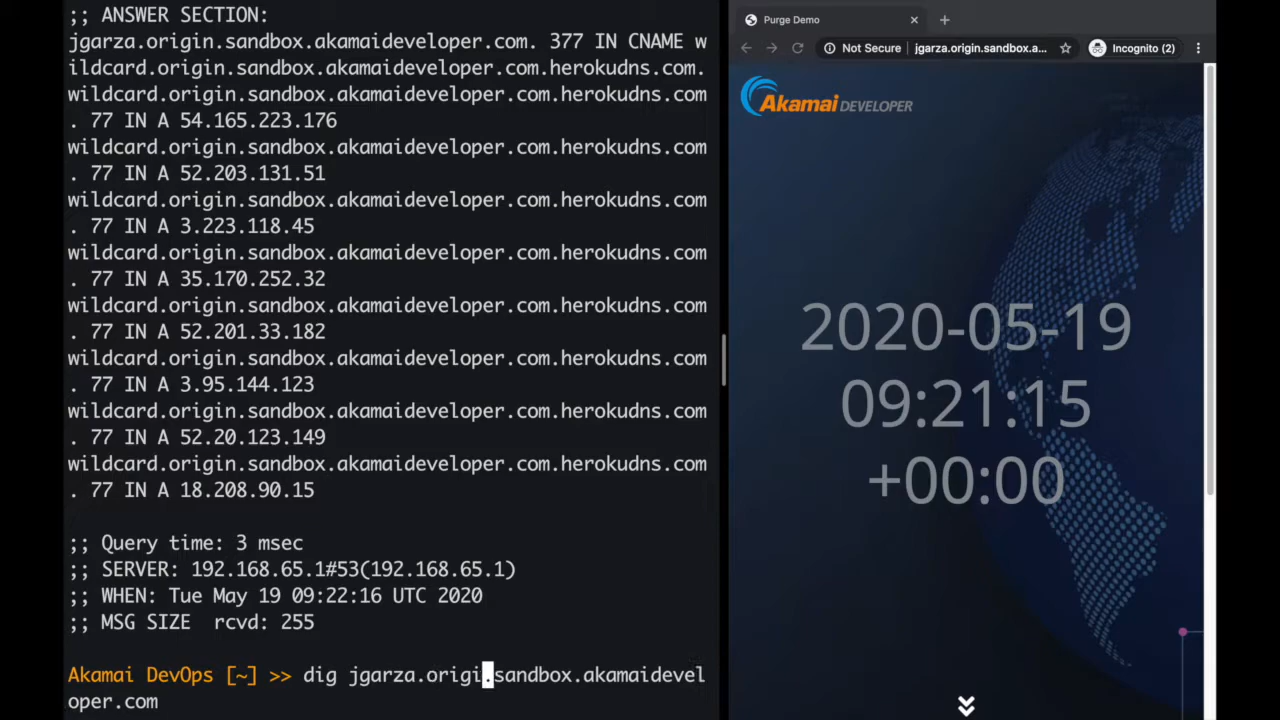 ;; ANSWER SECTION:
jgarza.origin.sandbox.akamaideveloper.com. 377 IN CNAME w
ildcard.origin.sandbox.akamaideveloper.com.herokudns.com.
wildcard.origin.sandbox.akamaideveloper.com.herokudns.com
. 77 IN A 54.165.223.176
wildcard.origin.sandbox.akamaideveloper.com.herokudns.com
. 77 IN A 52.203.131.51
wildcard.origin.sandbox.akamaideveloper.com.herokudns.com
. 77 IN A 3.223.118.45
wildcard.origin.sandbox.akamaideveloper.com.herokudns.com
. 77 IN A 35.170.252.32
wildcard.origin.sandbox.akamaideveloper.com.herokudns.com
. 77 IN A 52.201.33.182
wildcard.origin.sandbox.akamaideveloper.com.herokudns.com
. 77 IN A 3.95.144.123
wildcard.origin.sandbox.akamaideveloper.com.herokudns.com
. 77 IN A 52.20.123.149
wildcard.origin.sandbox.akamaideveloper.com.herokudns.com
. 77 IN A 18.208.90.15
;; Query time: 3 msec
;; SERVER: 192.168.65.1#53(192.168.65.1)
;; WHEN: Tue May 19 09:22:16 UTC 2020
;; MSG SIZE rcvd: 255
Akamai DevOps [~] >> dig jgarza.origi.sandbox.akamaidevel
oper.com
Purge Demo
Not Secure jgarza.origin.sandbox.a... Incognito (2)
Akamai DEVELOPER
2020-05-19
09:21:15
+00:00